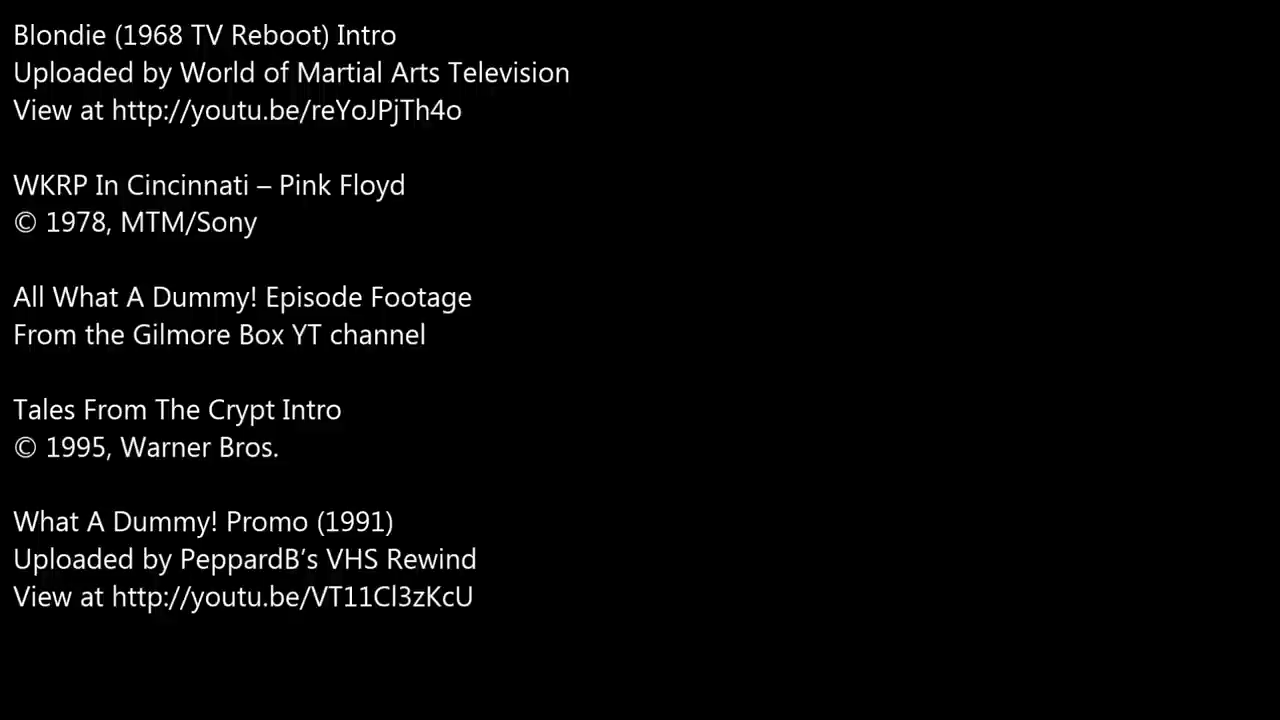 Blondie (1968 TV Reboot) Intro
Uploaded by World of Martial Arts Television
View at http://youtu.be/reYoJPjTh4o
WKRP In Cincinnati – Pink Floyd
© 1978, MTM/Sony
All What A Dummy! Episode Footage
From the Gilmore Box YT channel
Tales From The Crypt Intro
© 1995, Warner Bros.
What A Dummy! Promo (1991)
Uploaded by PeppardB’s VHS Rewind
View at http://youtu.be/VT11Cl3zKcU